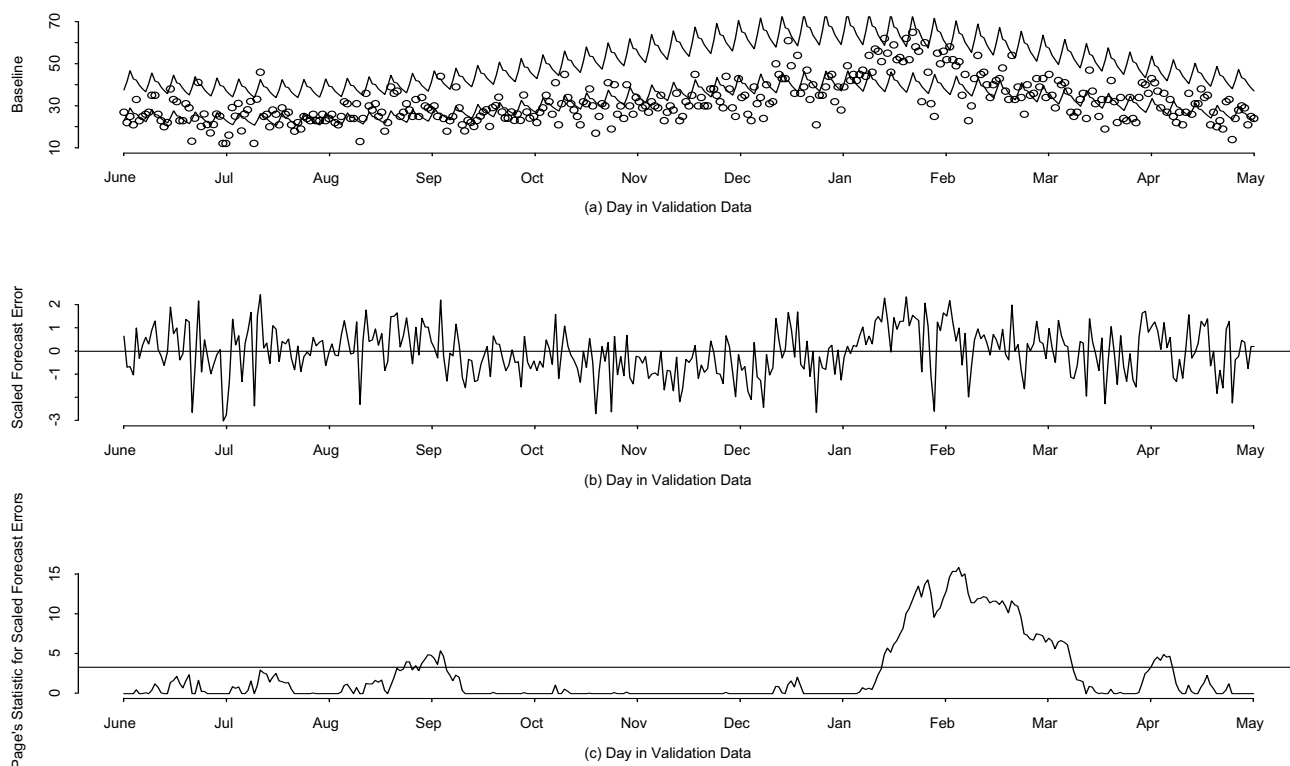 Baseline
70
50
30
10
June Jul Aug Sep Oct Nov Dec Jan Feb Mar Apr May
(a) Day in Validation Data
Scaled Forecast Error
2
1
0
-1
-3
June Jul Aug Sep Oct Nov Dec Jan Feb Mar Apr May
(b) Day in Validation Data
Page's Statistic for Scaled Forecast Errors
15
10
5
0
June Jul Aug Sep Oct Nov Dec Jan Feb Mar Apr May
(c) Day in Validation Data